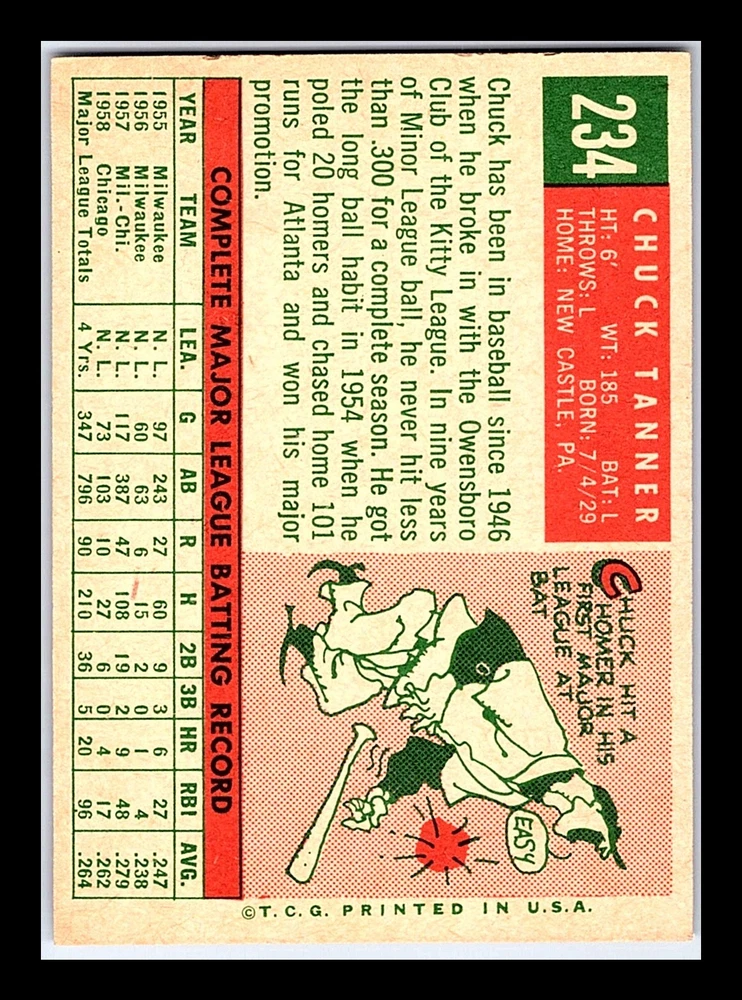 234
CHUCK TANNER
HT: 6' WT: 185 BAT: L
THROWS: L BORN: 7/4/29
HOME: NEW CASTLE, PA.
Chuck has been in baseball since 1946
when he broke in with the Owensboro
Club of the Kitty League. In nine years
of Minor League ball, he never hit less
than .300 for a complete season. He got
the long ball habit in 1954 when he
poled 20 homers and chased home 101
runs for Atlanta and won his major
promotion.
CHUCK HIT A
HOMER IN HIS
FIRST MAJOR
LEAGUE AT
BAT
EASY
COMPLETE MAJOR LEAGUE BATTING RECORD
YEAR TEAM LEA. G AB R H 2B 3B HR RBI AVG.
1955 Milwaukee N. L. 97 243 27 60 9 3 6 27 .247
1956 Milwaukee N. L. 60 63 6 15 2 0 1 4 .238
1957 Mil.-Chi. N. L. 117 387 47 108 19 2 9 48 .279
1958 Chicago N. L. 73 103 10 27 6 0 4 17 .262
Major League Totals 4 Yrs. 347 796 90 210 36 5 20 96 .264
©T.C.G. PRINTED IN U.S.A.